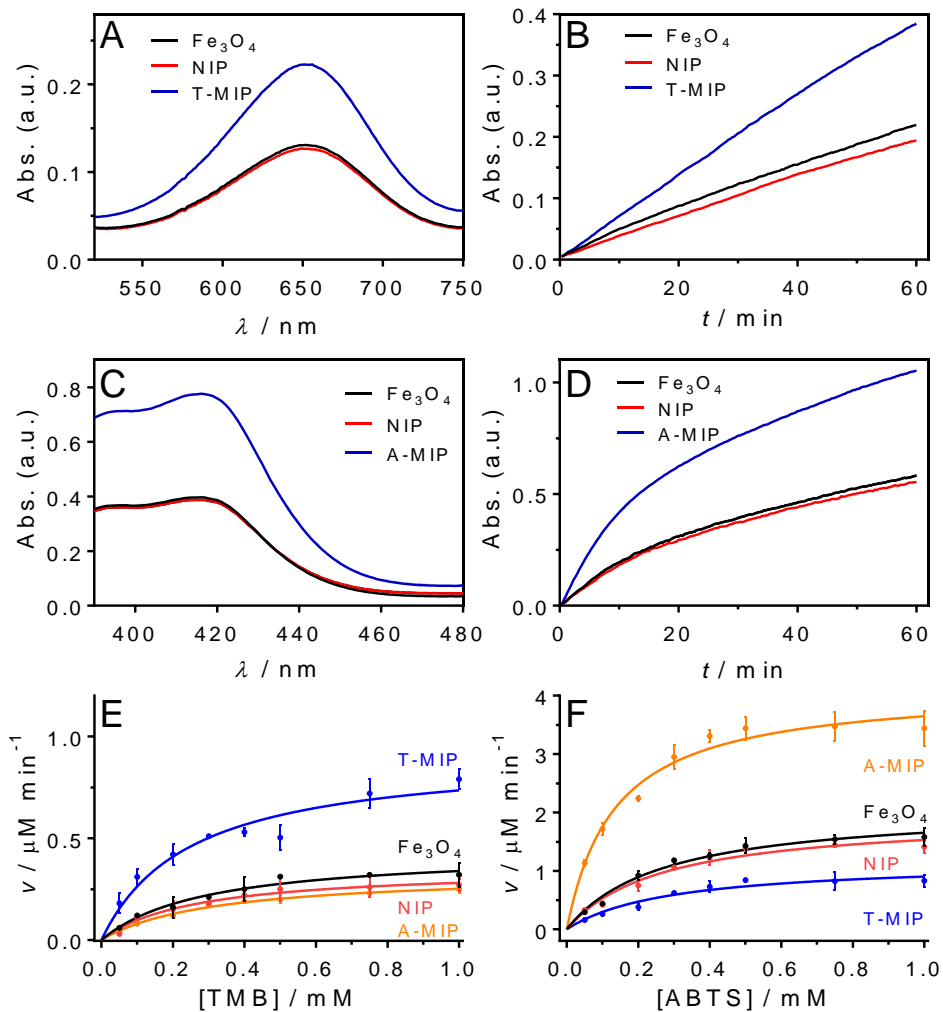 A
Fe₃O₄
NIP
T-MIP
Abs. (a.u.)
0.2
0.1
0.0
550 600 650 700 750
λ / nm
B
Fe₃O₄
NIP
T-MIP
Abs. (a.u.)
0.4
0.3
0.2
0.1
0.0
0 20 40 60
t / min
C
Fe₃O₄
NIP
A-MIP
Abs. (a.u.)
0.8
0.6
0.4
0.2
0.0
400 420 440 460 480
λ / nm
D
Fe₃O₄
NIP
A-MIP
Abs. (a.u.)
1.0
0.5
0.0
0 20 40 60
t / min
E
T-MIP
Fe₃O₄
NIP
A-MIP
v / μM min⁻¹
1.0
0.5
0.0
0.0 0.2 0.4 0.6 0.8 1.0
[TMB] / mM
F
A-MIP
Fe₃O₄
NIP
T-MIP
v / μM min⁻¹
4
3
2
1
0
0.0 0.2 0.4 0.6 0.8 1.0
[ABTS] / mM